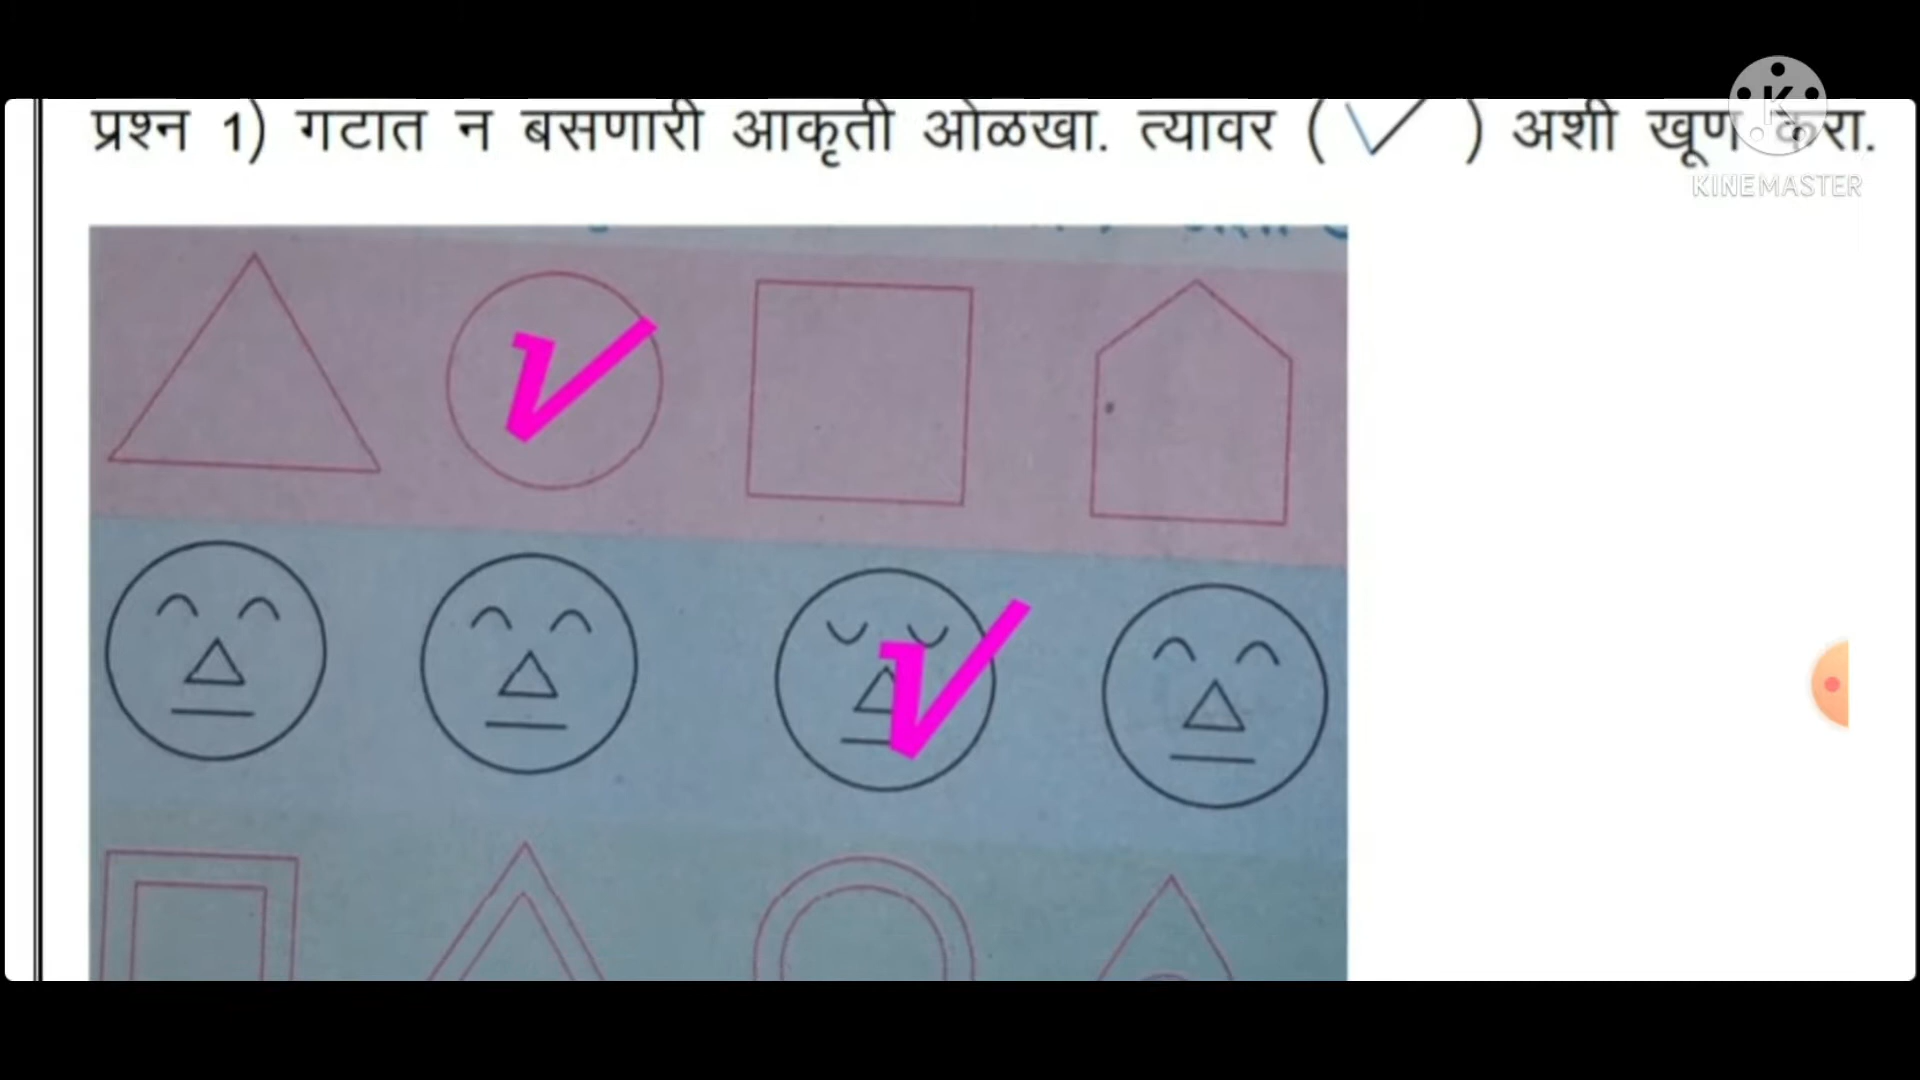 प्रश्न 1) गटात न बसणारी आकृती ओळखा. त्यावर ( ✓ ) अशी खूण करा.
KINEMASTER